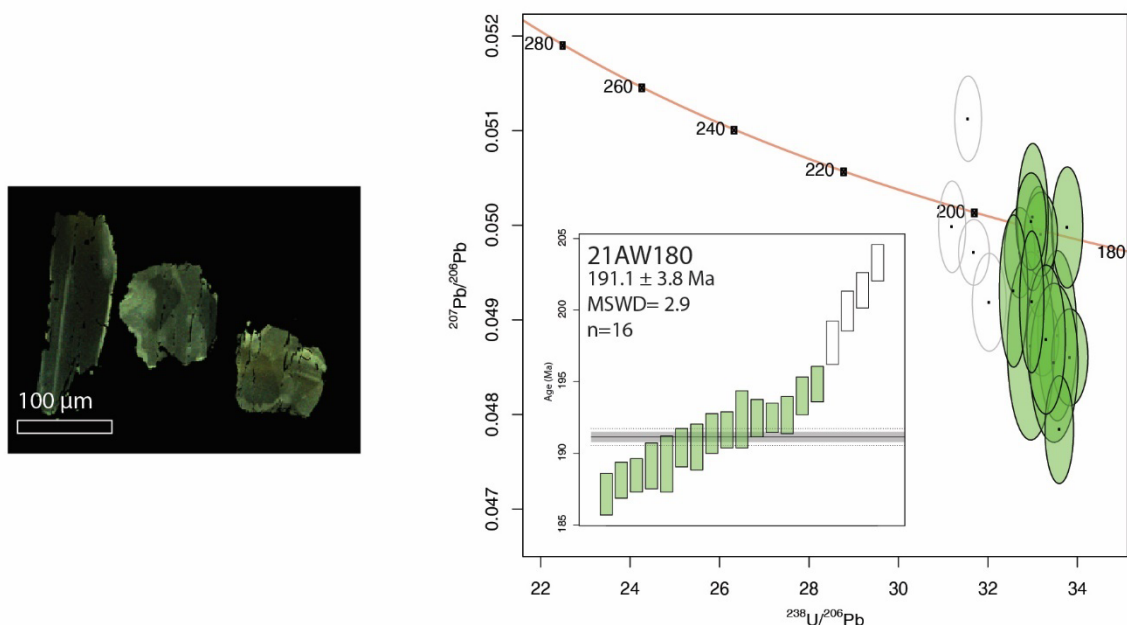 100 µm
0.052
0.051
0.050
0.049
0.048
0.047
207Pb/206Pb
280
260
240
220
200
180
205
200
195
190
185
Age (Ma)
21AW180
191.1 ± 3.8 Ma
MSWD= 2.9
n=16
22 24 26 28 30 32 34
238U/206Pb